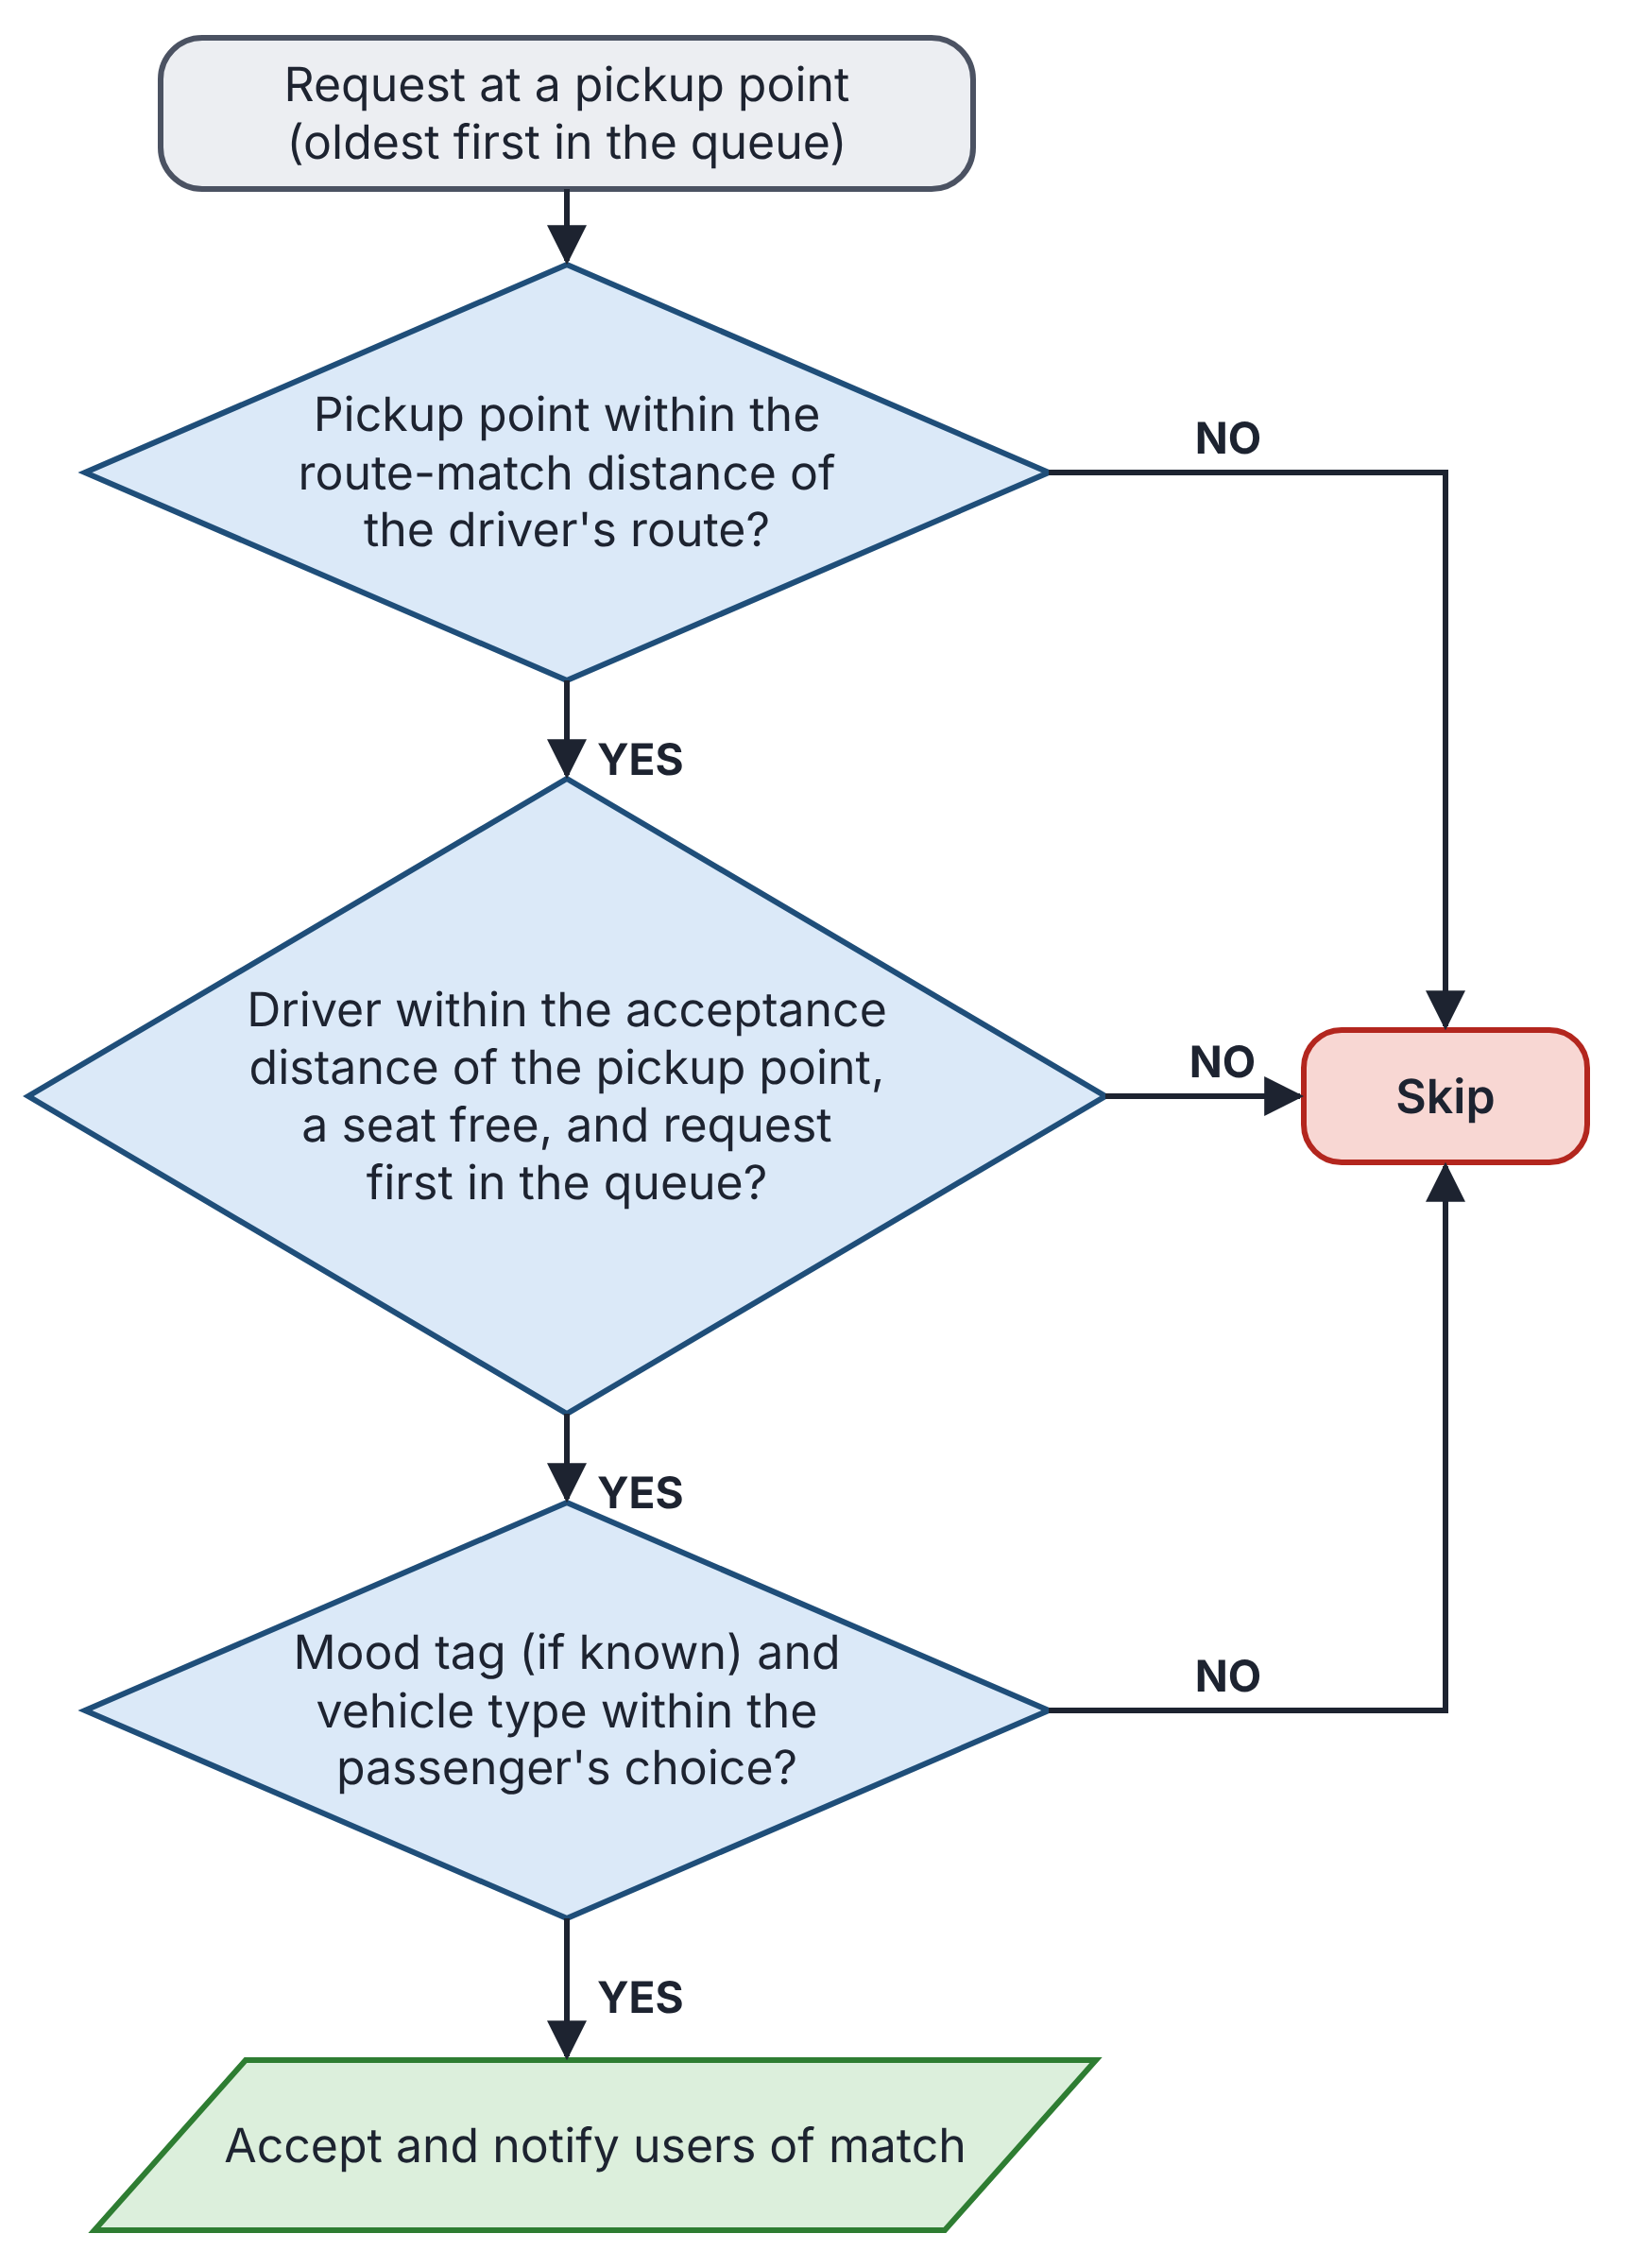 Request at a pickup point
(oldest first in the queue)
Pickup point within the
route-match distance of
the driver's route?
NO
YES
Driver within the acceptance
distance of the pickup point,
a seat free, and request
first in the queue?
NO
Skip
YES
Mood tag (if known) and
vehicle type within the
passenger's choice?
NO
YES
Accept and notify users of match